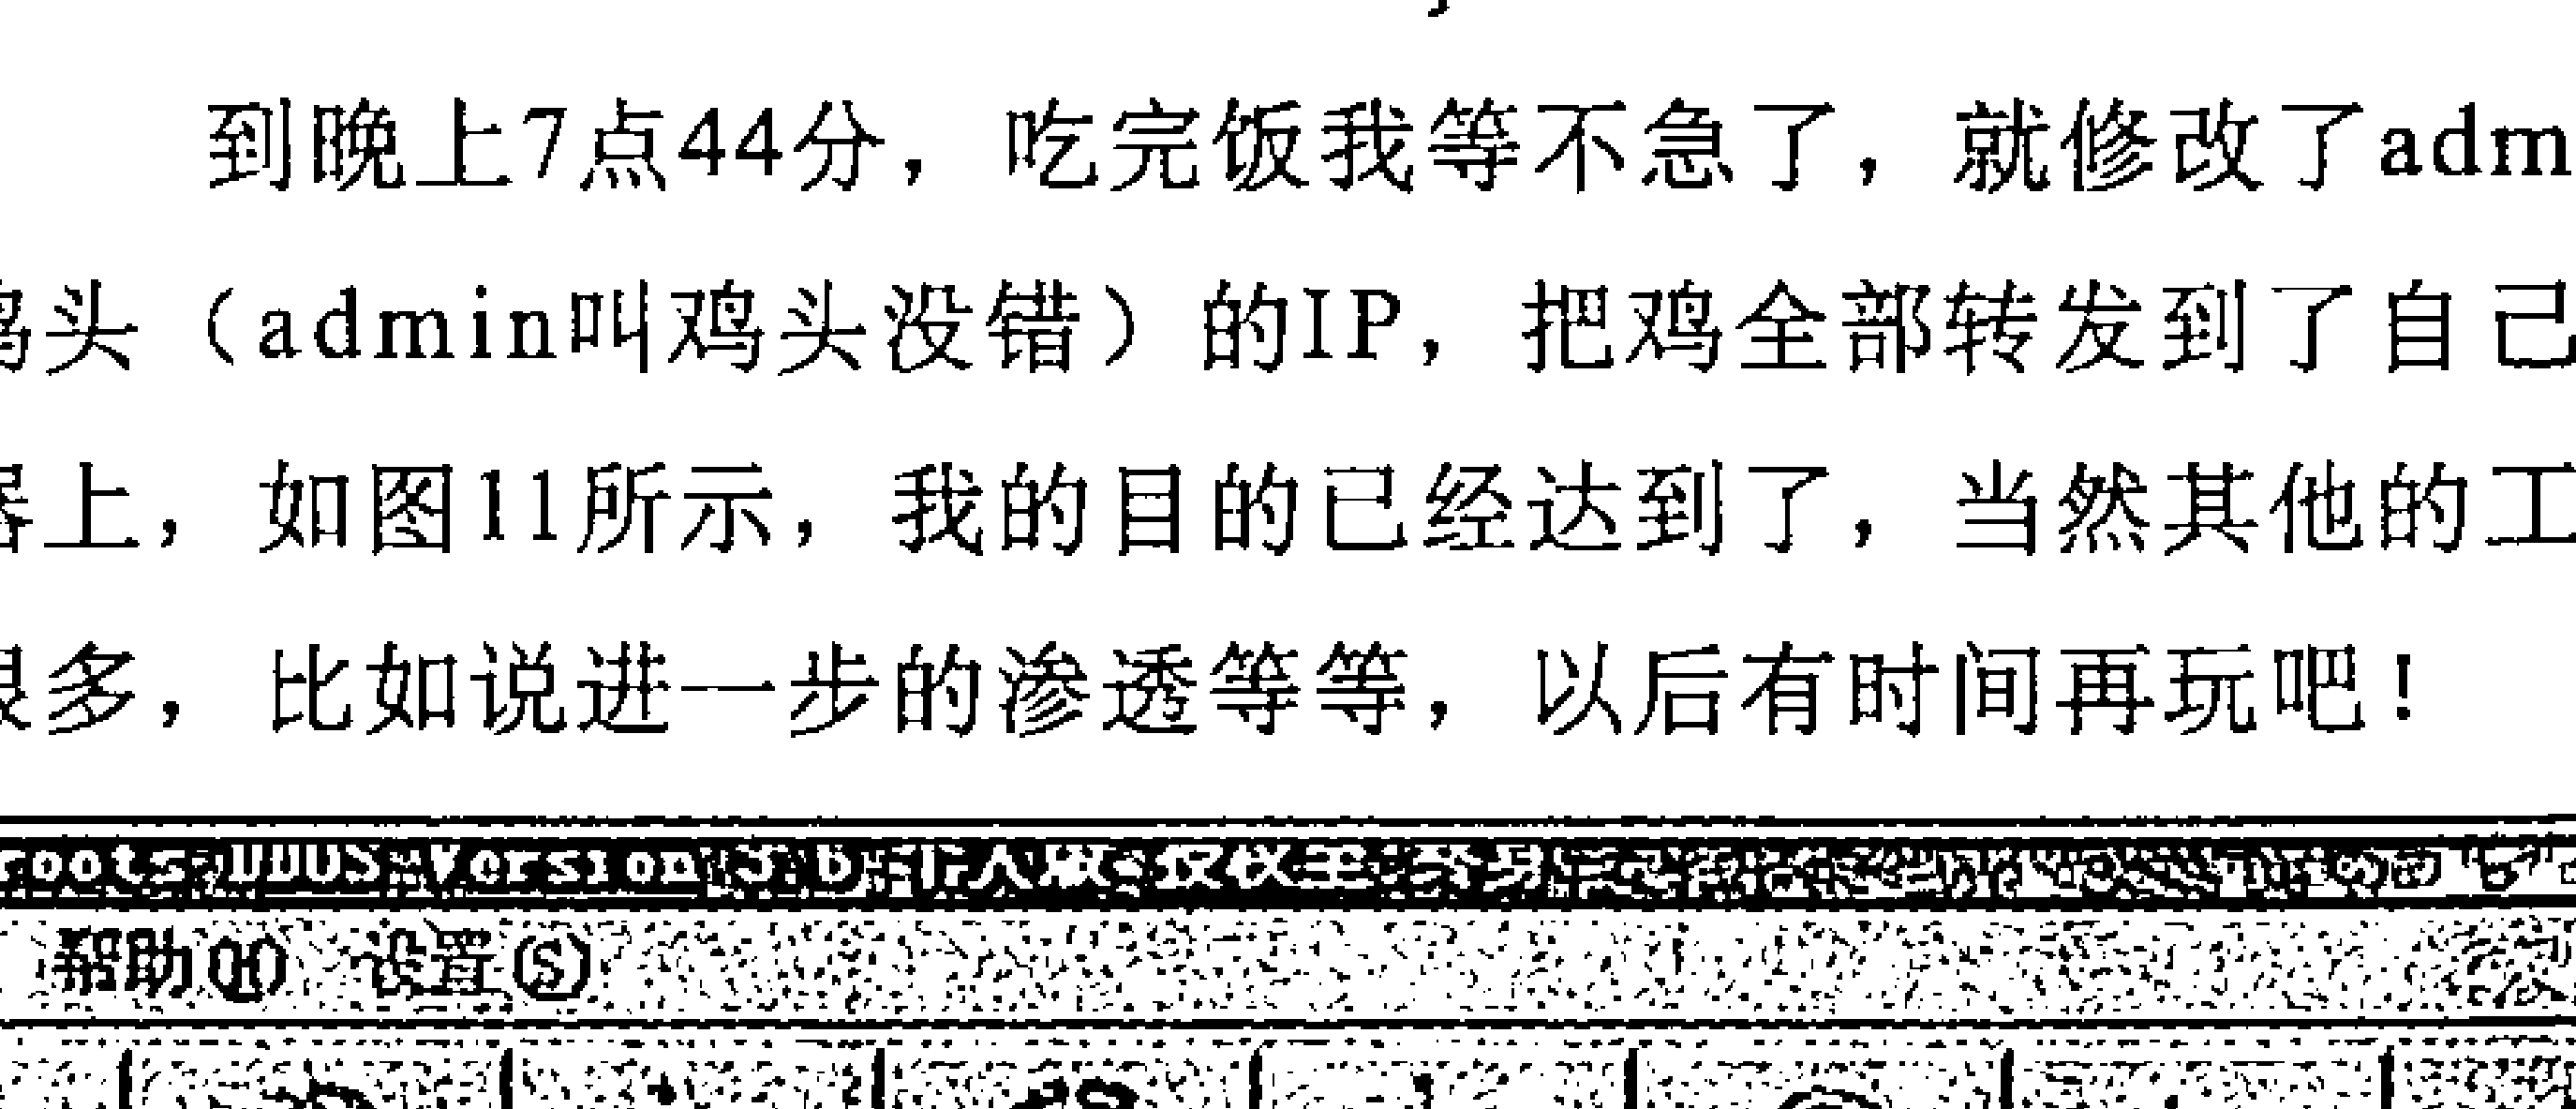 到晚上7点44分，吃完饭我等不急了，就修改了adm
鸡头（admin叫鸡头没错）的IP，把鸡全部转发到了自己
器上，如图11所示，我的目的已经达到了，当然其他的工
很多，比如说进一步的渗透等等，以后有时间再玩吧！
roots DDOS Version
帮助(H) 设置(S)